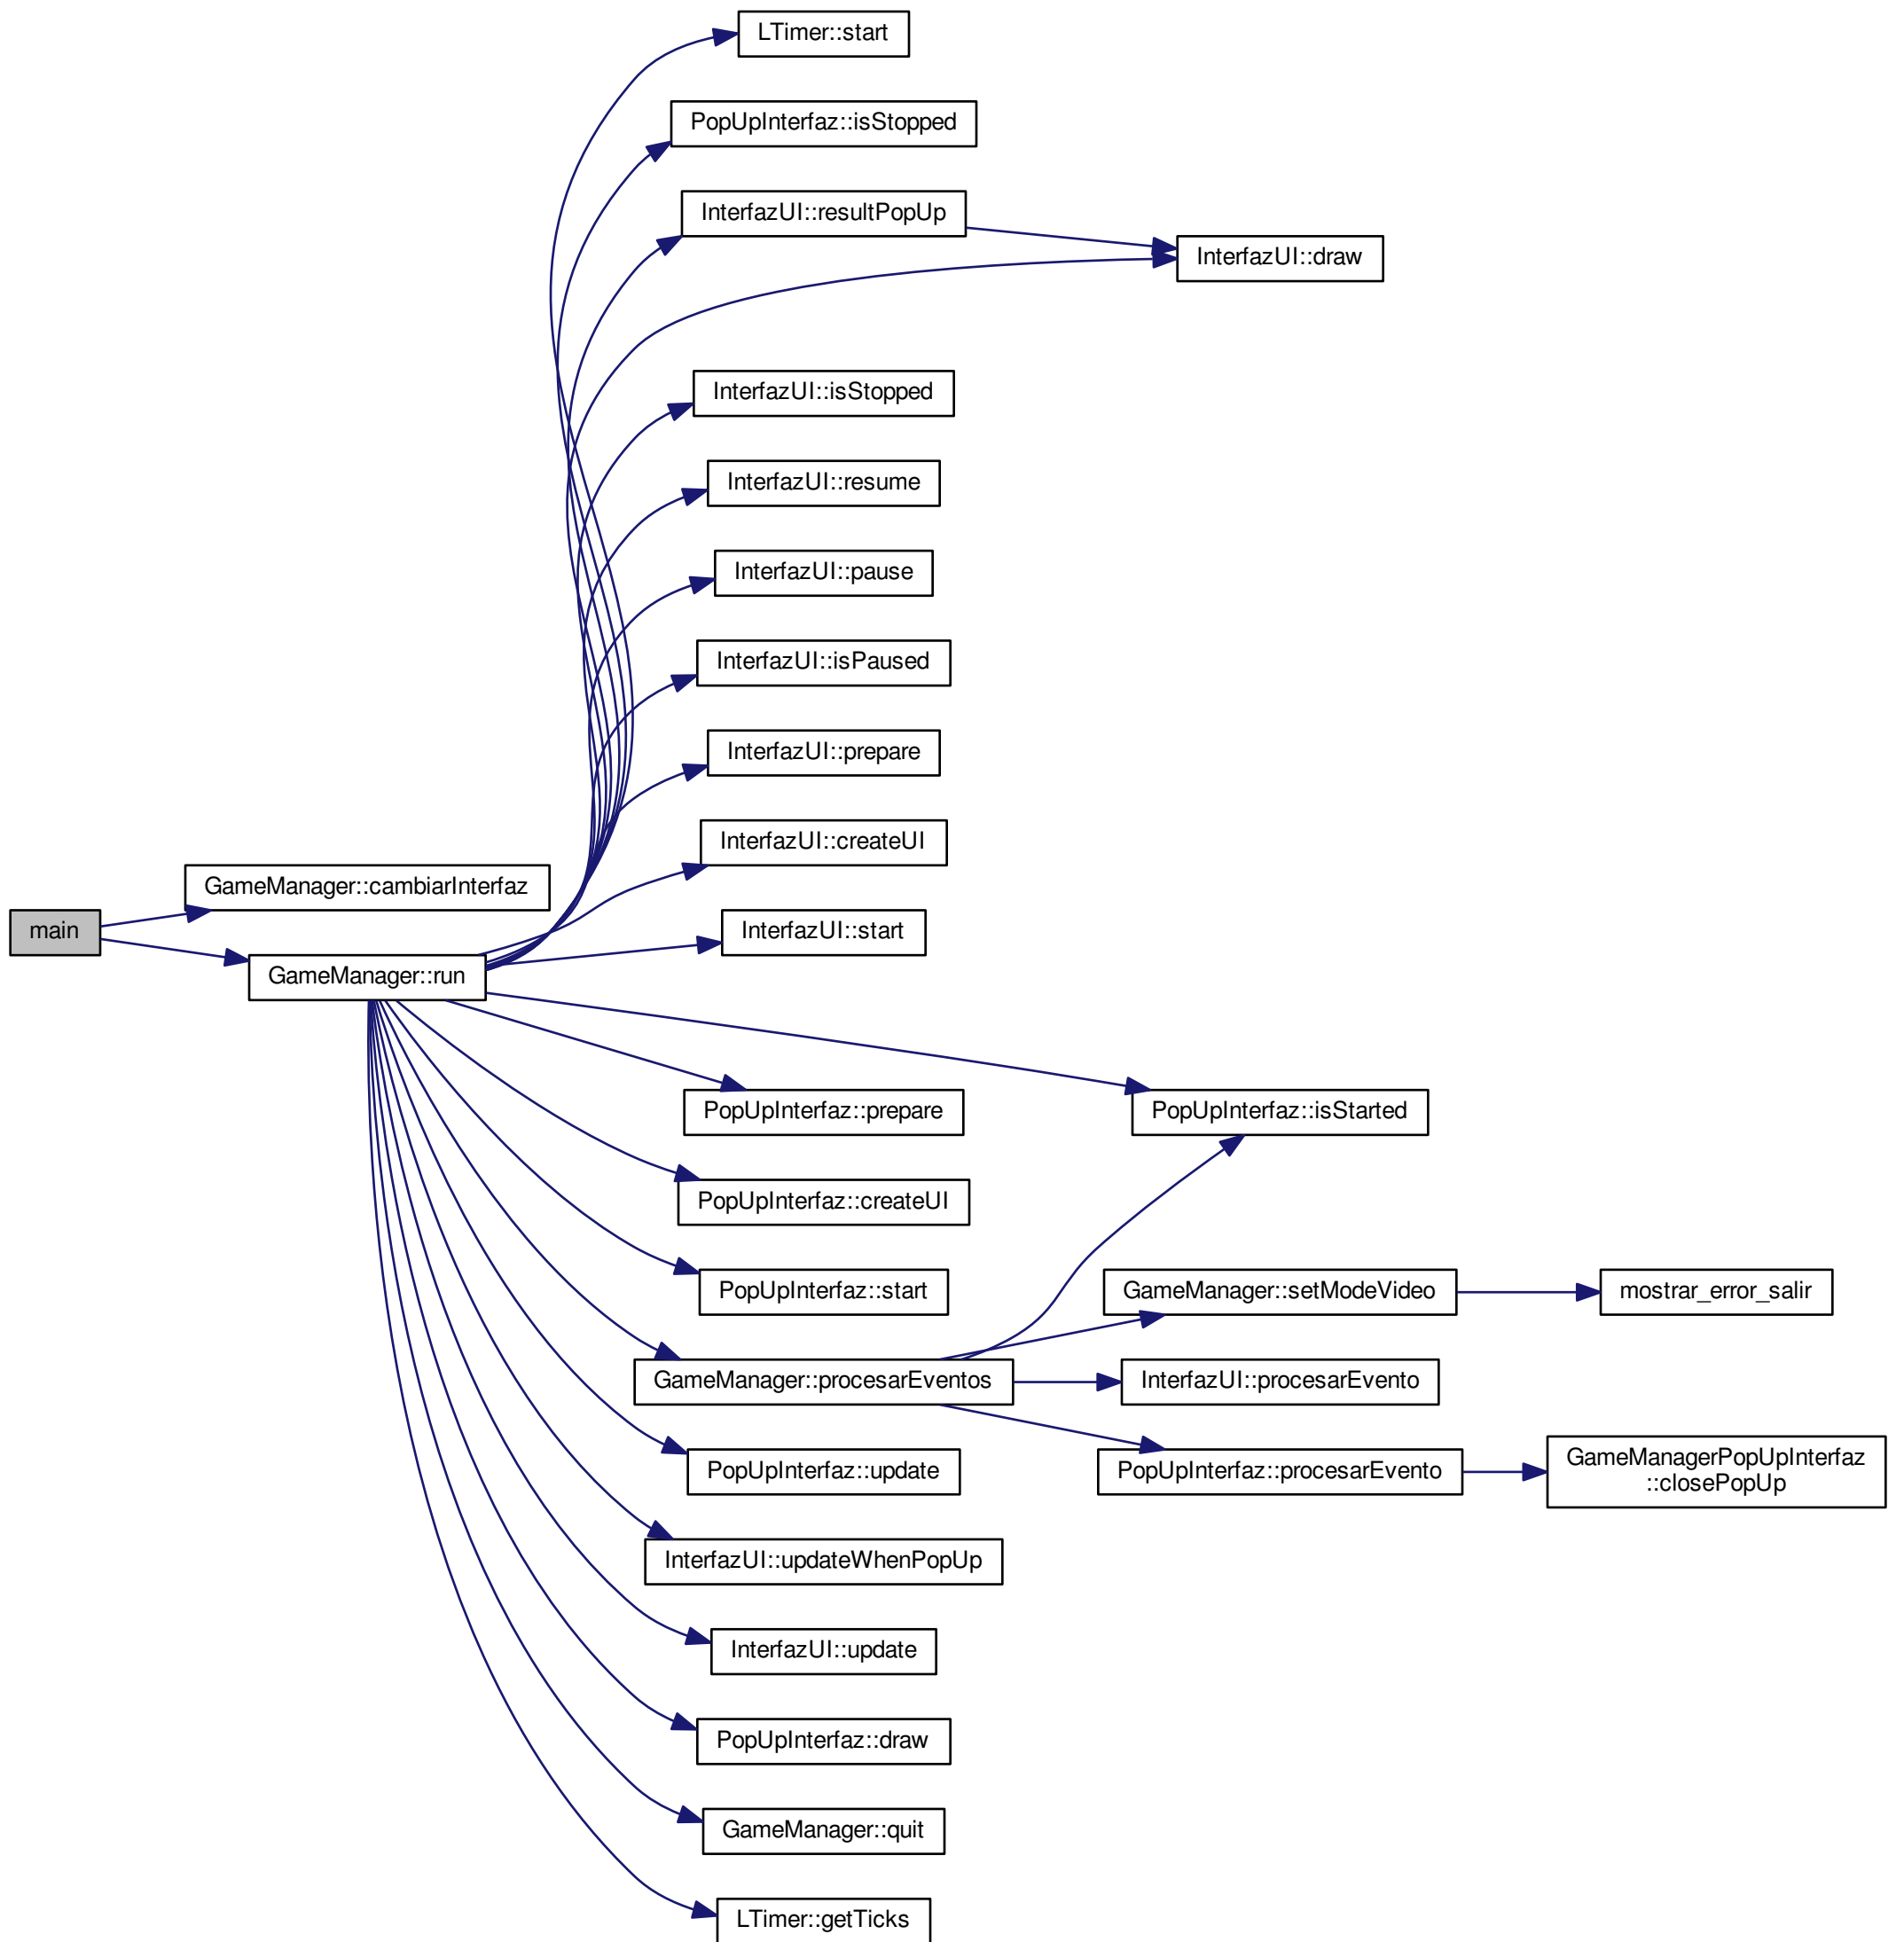 LTimer::start
PopUpInterfaz::isStopped
InterfazUI::resultPopUp
InterfazUI::draw
InterfazUI::isStopped
InterfazUI::resume
InterfazUI::pause
InterfazUI::isPaused
InterfazUI::prepare
InterfazUI::createUI
GameManager::cambiarInterfaz
main
InterfazUI::start
GameManager::run
PopUpInterfaz::prepare
PopUpInterfaz::isStarted
PopUpInterfaz::createUI
PopUpInterfaz::start
GameManager::setModeVideo
mostrar_error_salir
GameManager::procesarEventos
InterfazUI::procesarEvento
PopUpInterfaz::update
PopUpInterfaz::procesarEvento
GameManagerPopUpInterfaz
::closePopUp
InterfazUI::updateWhenPopUp
InterfazUI::update
PopUpInterfaz::draw
GameManager::quit
LTimer::getTicks